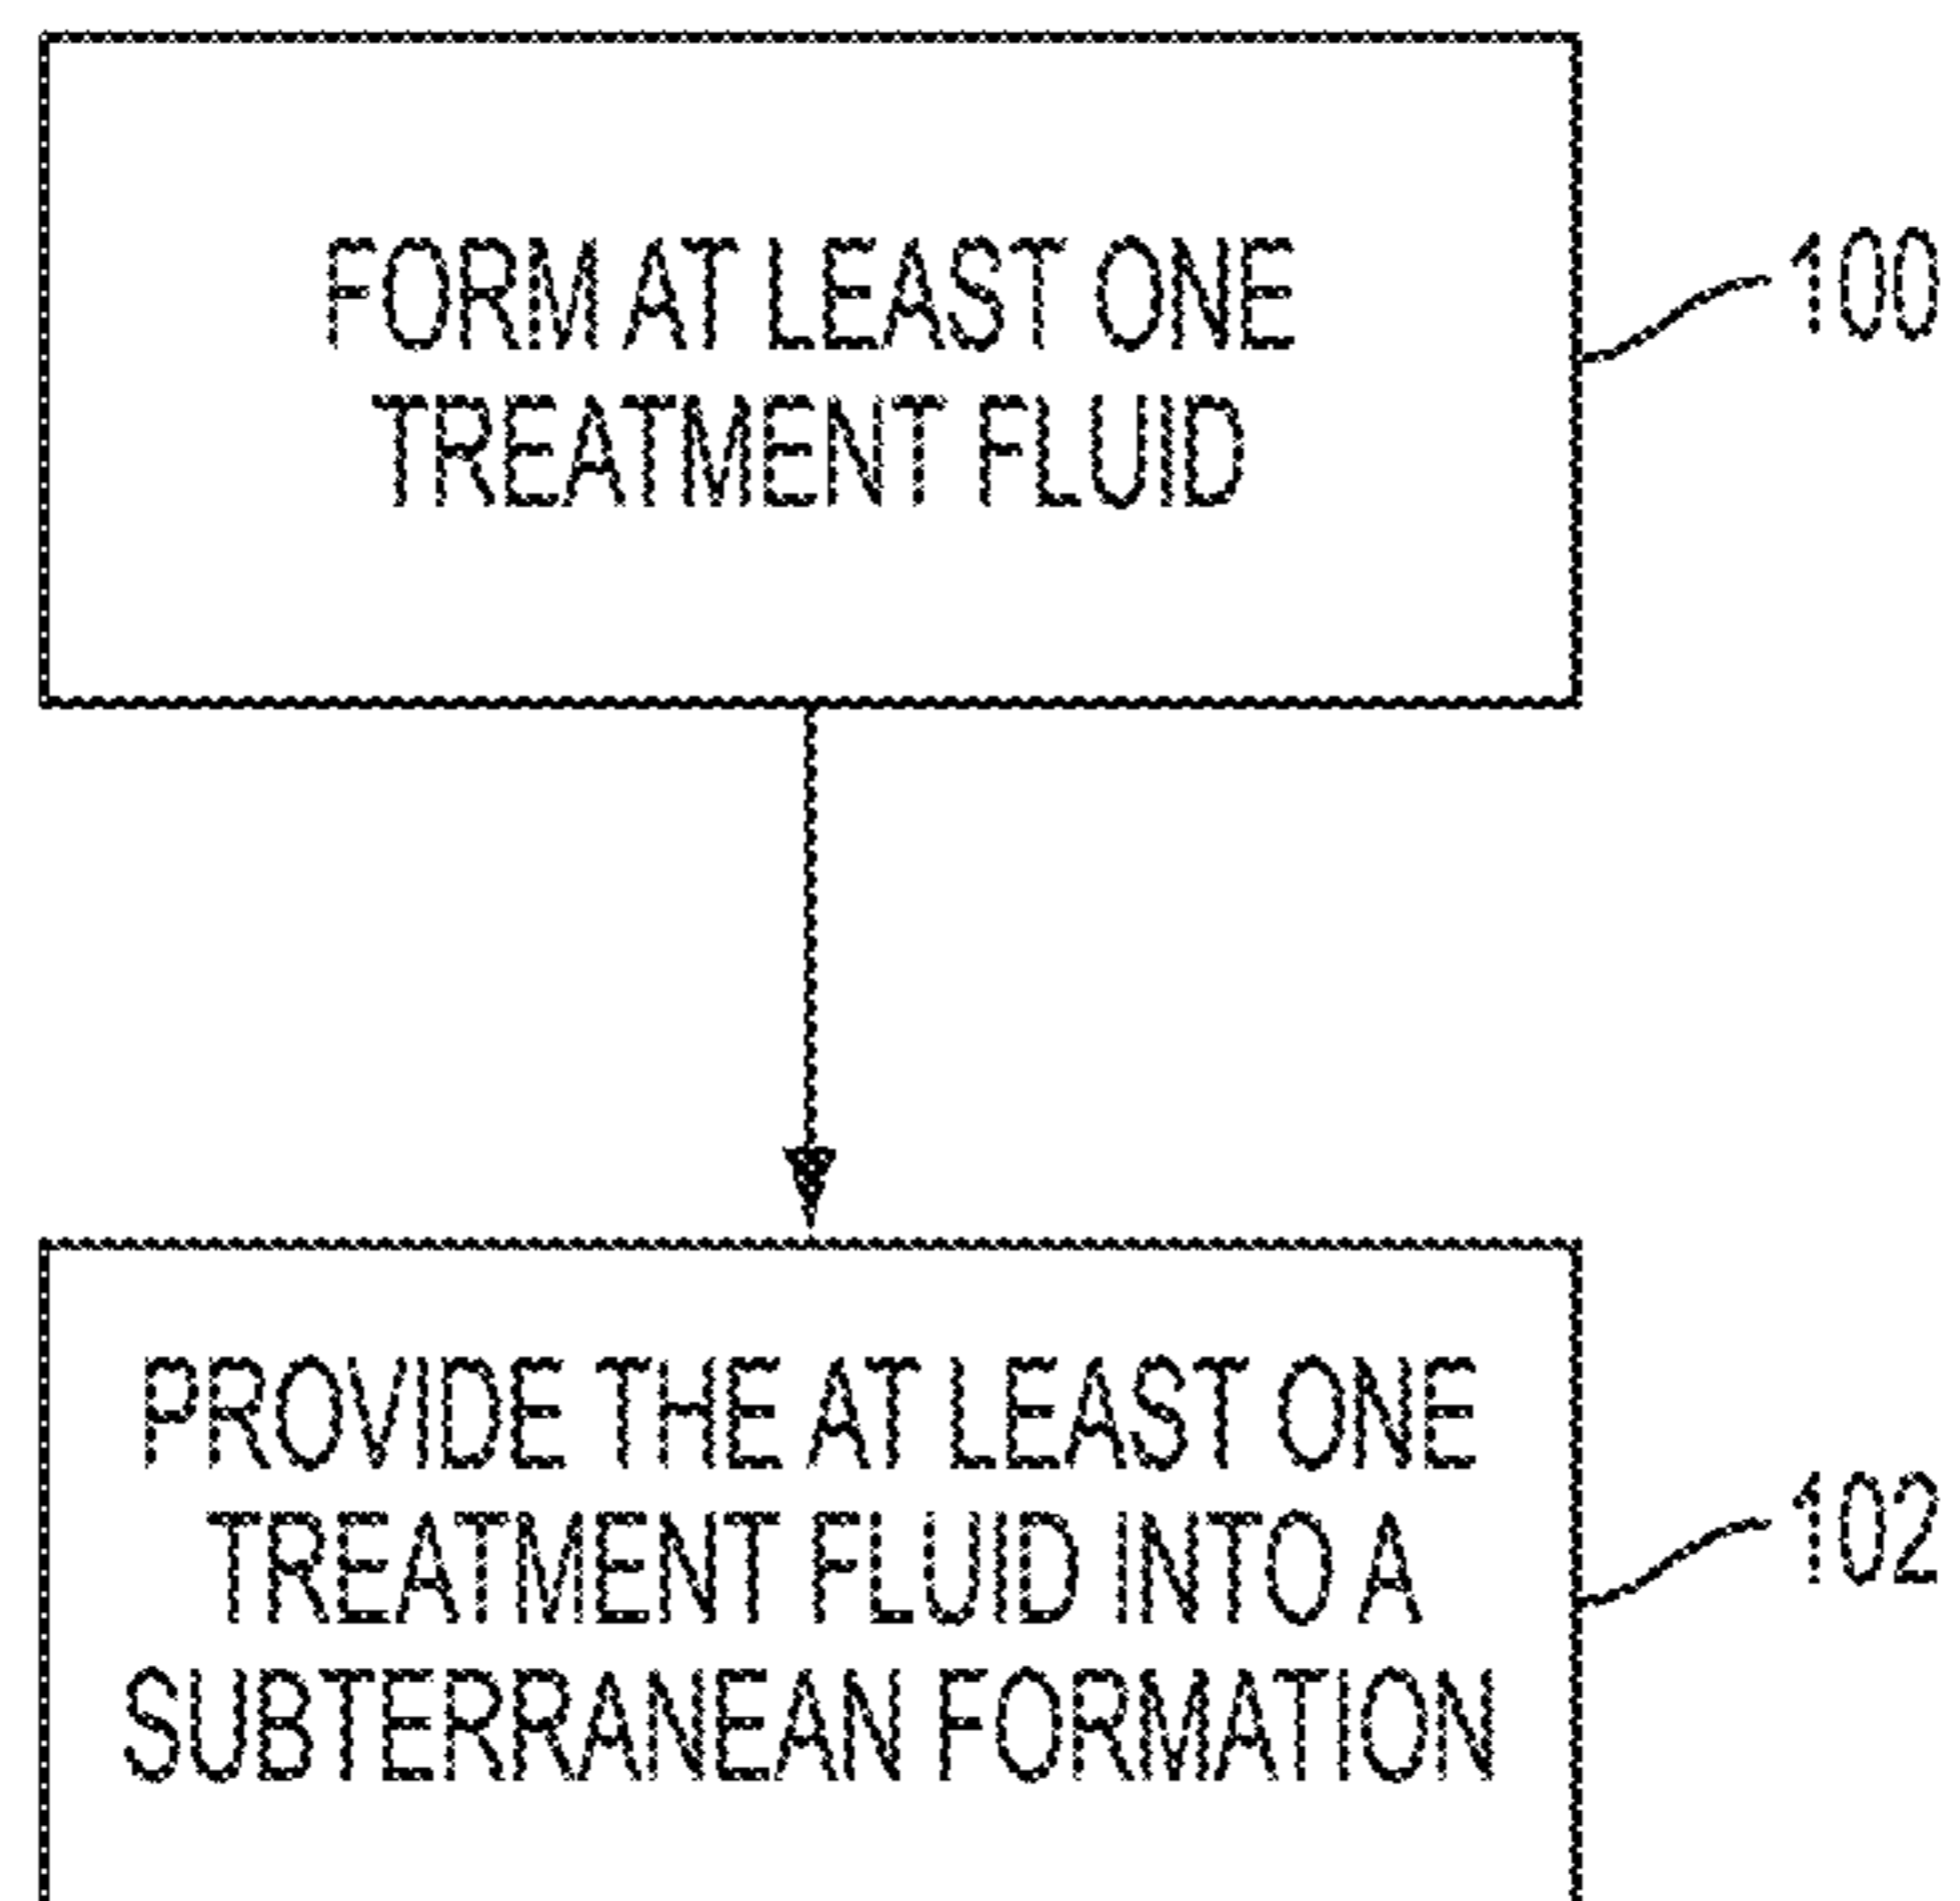 FORM AT LEAST ONE
TREATMENT FLUID
100
PROVIDE THE AT LEAST ONE
TREATMENT FLUID INTO A
SUBTERRANEAN FORMATION
102